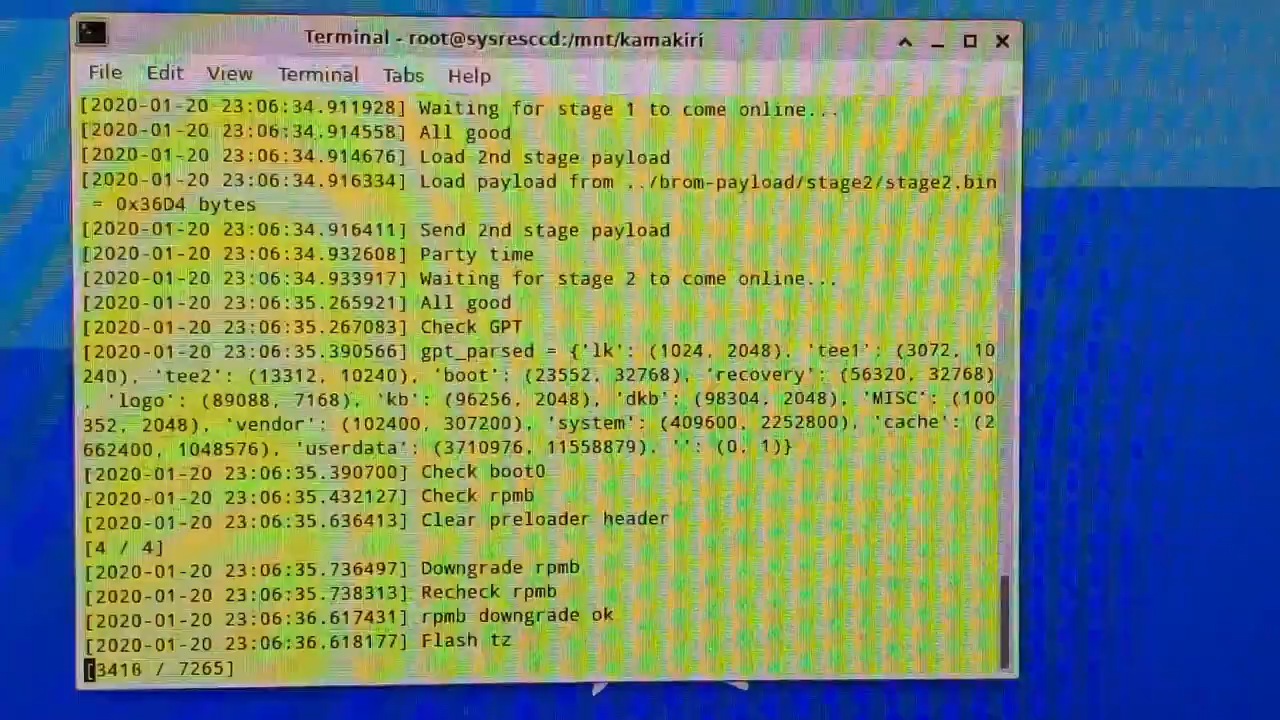 Terminal - root@sysresccd:/mnt/kamakiri
File Edit View Terminal Tabs Help
[2020-01-20 23:06:34.911928] Waiting for stage 1 to come online...
[2020-01-20 23:06:34.914558] All good
[2020-01-20 23:06:34.914676] Load 2nd stage payload
[2020-01-20 23:06:34.916334] Load payload from ../brom-payload/stage2/stage2.bin
= 0x36D4 bytes
[2020-01-20 23:06:34.916411] Send 2nd stage payload
[2020-01-20 23:06:34.932608] Party time
[2020-01-20 23:06:34.933917] Waiting for stage 2 to come online...
[2020-01-20 23:06:35.265921] All good
[2020-01-20 23:06:35.267083] Check GPT
[2020-01-20 23:06:35.390566] gpt_parsed = {'lk': (1024, 2048), 'tee1': (3072, 10
240), 'tee2': (13312, 10240), 'boot': (23552, 32768), 'recovery': (56320, 32768)
, 'logo': (89088, 7168), 'kb': (96256, 2048), 'dkb': (98304, 2048), 'MISC': (100
352, 2048), 'vendor': (102400, 307200), 'system': (409600, 2252800), 'cache': (2
662400, 1048576), 'userdata': (3710976, 11558879), '': (0, 1)}
[2020-01-20 23:06:35.390700] Check boot0
[2020-01-20 23:06:35.432127] Check rpmb
[2020-01-20 23:06:35.636413] Clear preloader header
[4 / 4]
[2020-01-20 23:06:35.736497] Downgrade rpmb
[2020-01-20 23:06:35.738313] Recheck rpmb
[2020-01-20 23:06:36.617431] rpmb downgrade ok
[2020-01-20 23:06:36.618177] Flash tz
[3418 / 7265]